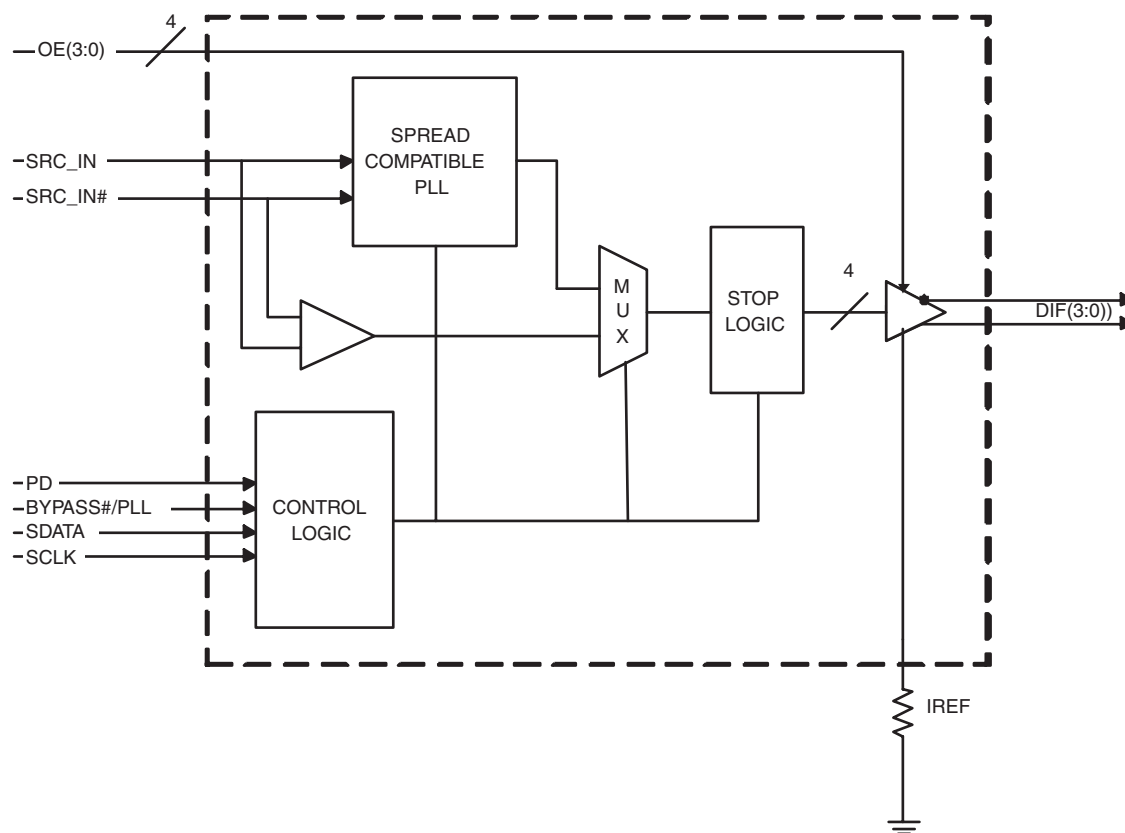 4
OE(3:0)
SPREAD
COMPATIBLE
PLL
SRC_IN
SRC_IN#
M
U
X
STOP
LOGIC
4
DIF(3:0))
CONTROL
LOGIC
PD
BYPASS#/PLL
SDATA
SCLK
IREF